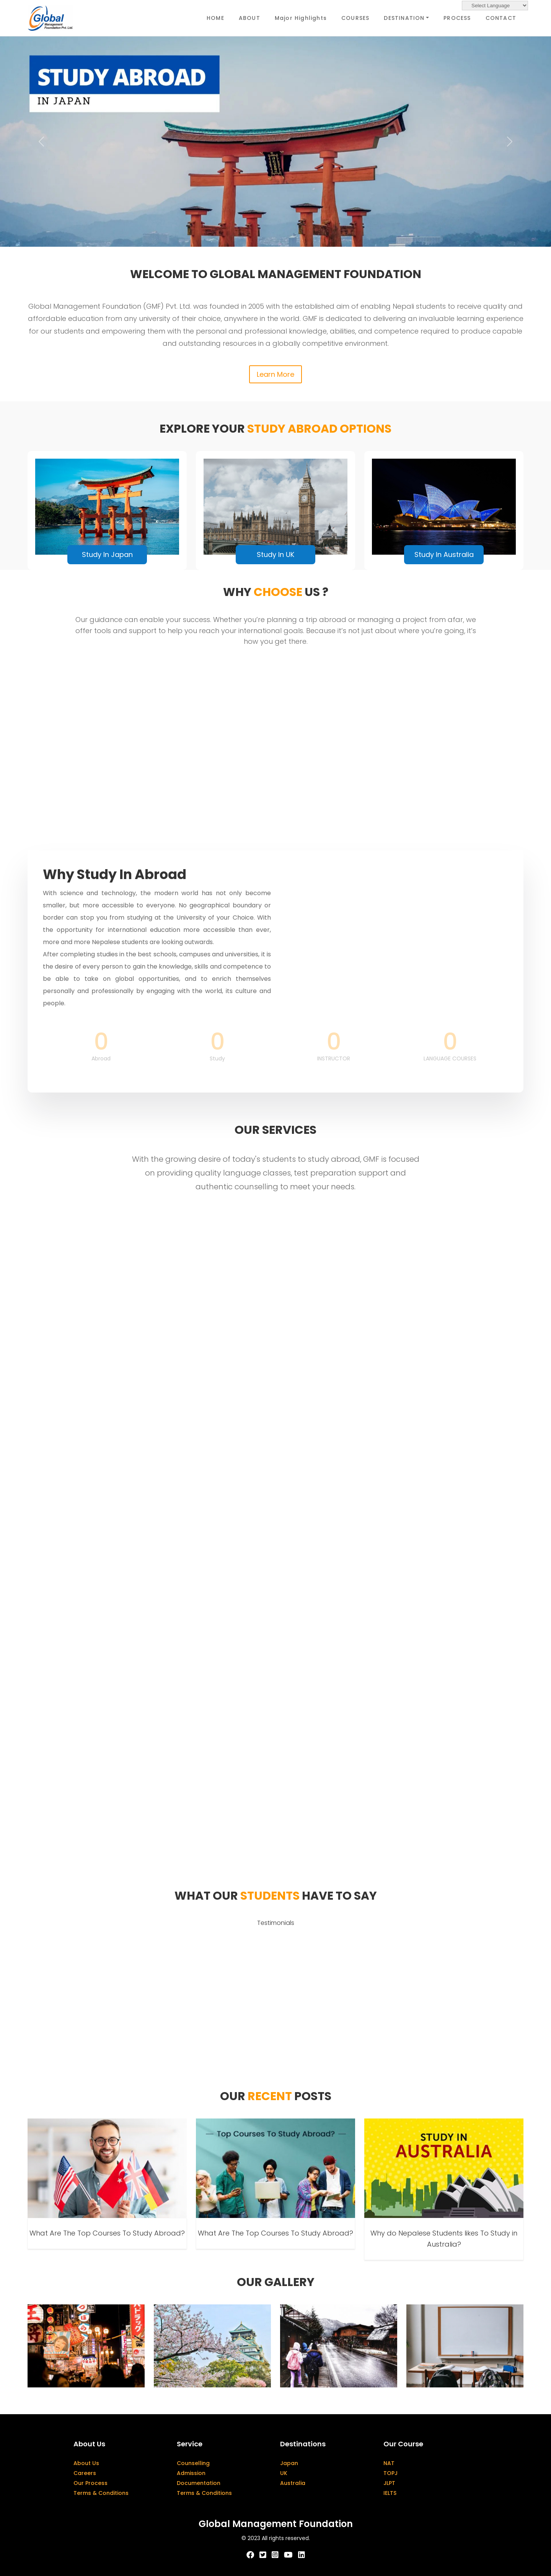 Global
Management
Foundation Pvt. Ltd.
Select Language
HOME
ABOUT
Major Highlights
COURSES
DESTINATION
PROCESS
CONTACT
STUDY ABROAD
IN JAPAN
WELCOME TO GLOBAL MANAGEMENT FOUNDATION
Global Management Foundation (GMF) Pvt. Ltd. was founded in 2005 with the established aim of enabling Nepali students to receive quality and
affordable education from any university of their choice, anywhere in the world. GMF is dedicated to delivering an invaluable learning experience
for our students and empowering them with the personal and professional knowledge, abilities, and competence required to produce capable
and outstanding resources in a globally competitive environment.
Learn More
EXPLORE YOUR STUDY ABROAD OPTIONS
Study In Japan
Study In UK
Study In Australia
WHY CHOOSE US ?
Our guidance can enable your success. Whether you're planning a trip abroad or managing a project from afar, we
offer tools and support to help you reach your international goals. Because it's not just about where you're going, it's
how you get there.
Why Study In Abroad
With science and technology, the modern world has not only become
smaller, but more accessible to everyone. No geographical boundary or
border can stop you from studying at the University of your Choice. With
the opportunity for international education more accessible than ever,
more and more Nepalese students are looking outwards.
After completing studies in the best schools, campuses and universities, it is
the desire of every person to gain the knowledge, skills and competence to
be able to take on global opportunities, and to enrich themselves
personally and professionally by engaging with the world, its culture and
people.
0
Abroad
0
Study
0
INSTRUCTOR
0
LANGUAGE COURSES
OUR SERVICES
With the growing desire of today's students to study abroad, GMF is focused
on providing quality language classes, test preparation support and
authentic counselling to meet your needs.
WHAT OUR STUDENTS HAVE TO SAY
Testimonials
OUR RECENT POSTS
Top Courses To Study Abroad?
STUDY IN
AUSTRALIA
What Are The Top Courses To Study Abroad?
What Are The Top Courses To Study Abroad?
Why do Nepalese Students likes To Study in
Australia?
OUR GALLERY
About Us
About Us
Careers
Our Process
Terms & Conditions
Service
Counselling
Admission
Documentation
Terms & Conditions
Destinations
Japan
UK
Australia
Our Course
NAT
TOPJ
JLPT
IELTS
Global Management Foundation
© 2023 All rights reserved.